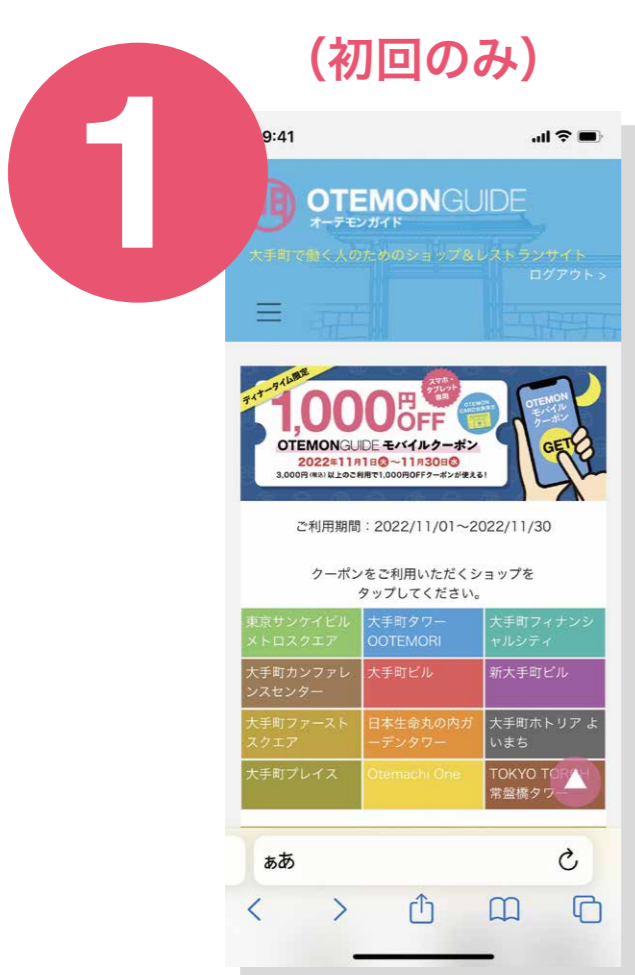 1
(初回のみ)
9:41
OTEMONGUIDE
オーテモンガイド
大手町で働く人のためのショップ&レストランサイト
ログアウト >
ディナータイム限定
1,000円OFF
スマホ・
タブレット
専用
OTEMONGUIDE モバイルクーポン
2022年11月1日火~11月30日水
3,000円(税込)以上のご利用で1,000円OFFクーポンが使える!
OTEMON
モバイル
クーポン
GET
ご利用期間:2022/11/01~2022/11/30
クーポンをご利用いただくショップを
タップしてください。
東京サンケイビル
メトロスクエア
大手町タワー
OOTEMORI
大手町フィナンシ
ャルシティ
大手町カンファレ
ンスセンター
大手町ビル
新大手町ビル
大手町ファースト
スクエア
日本生命丸の内ガ
ーデンタワー
大手町ホトリア よ
いまち
大手町プレイス
Otemachi One
TOKYO TORCH
常盤橋タワー
ぁあ